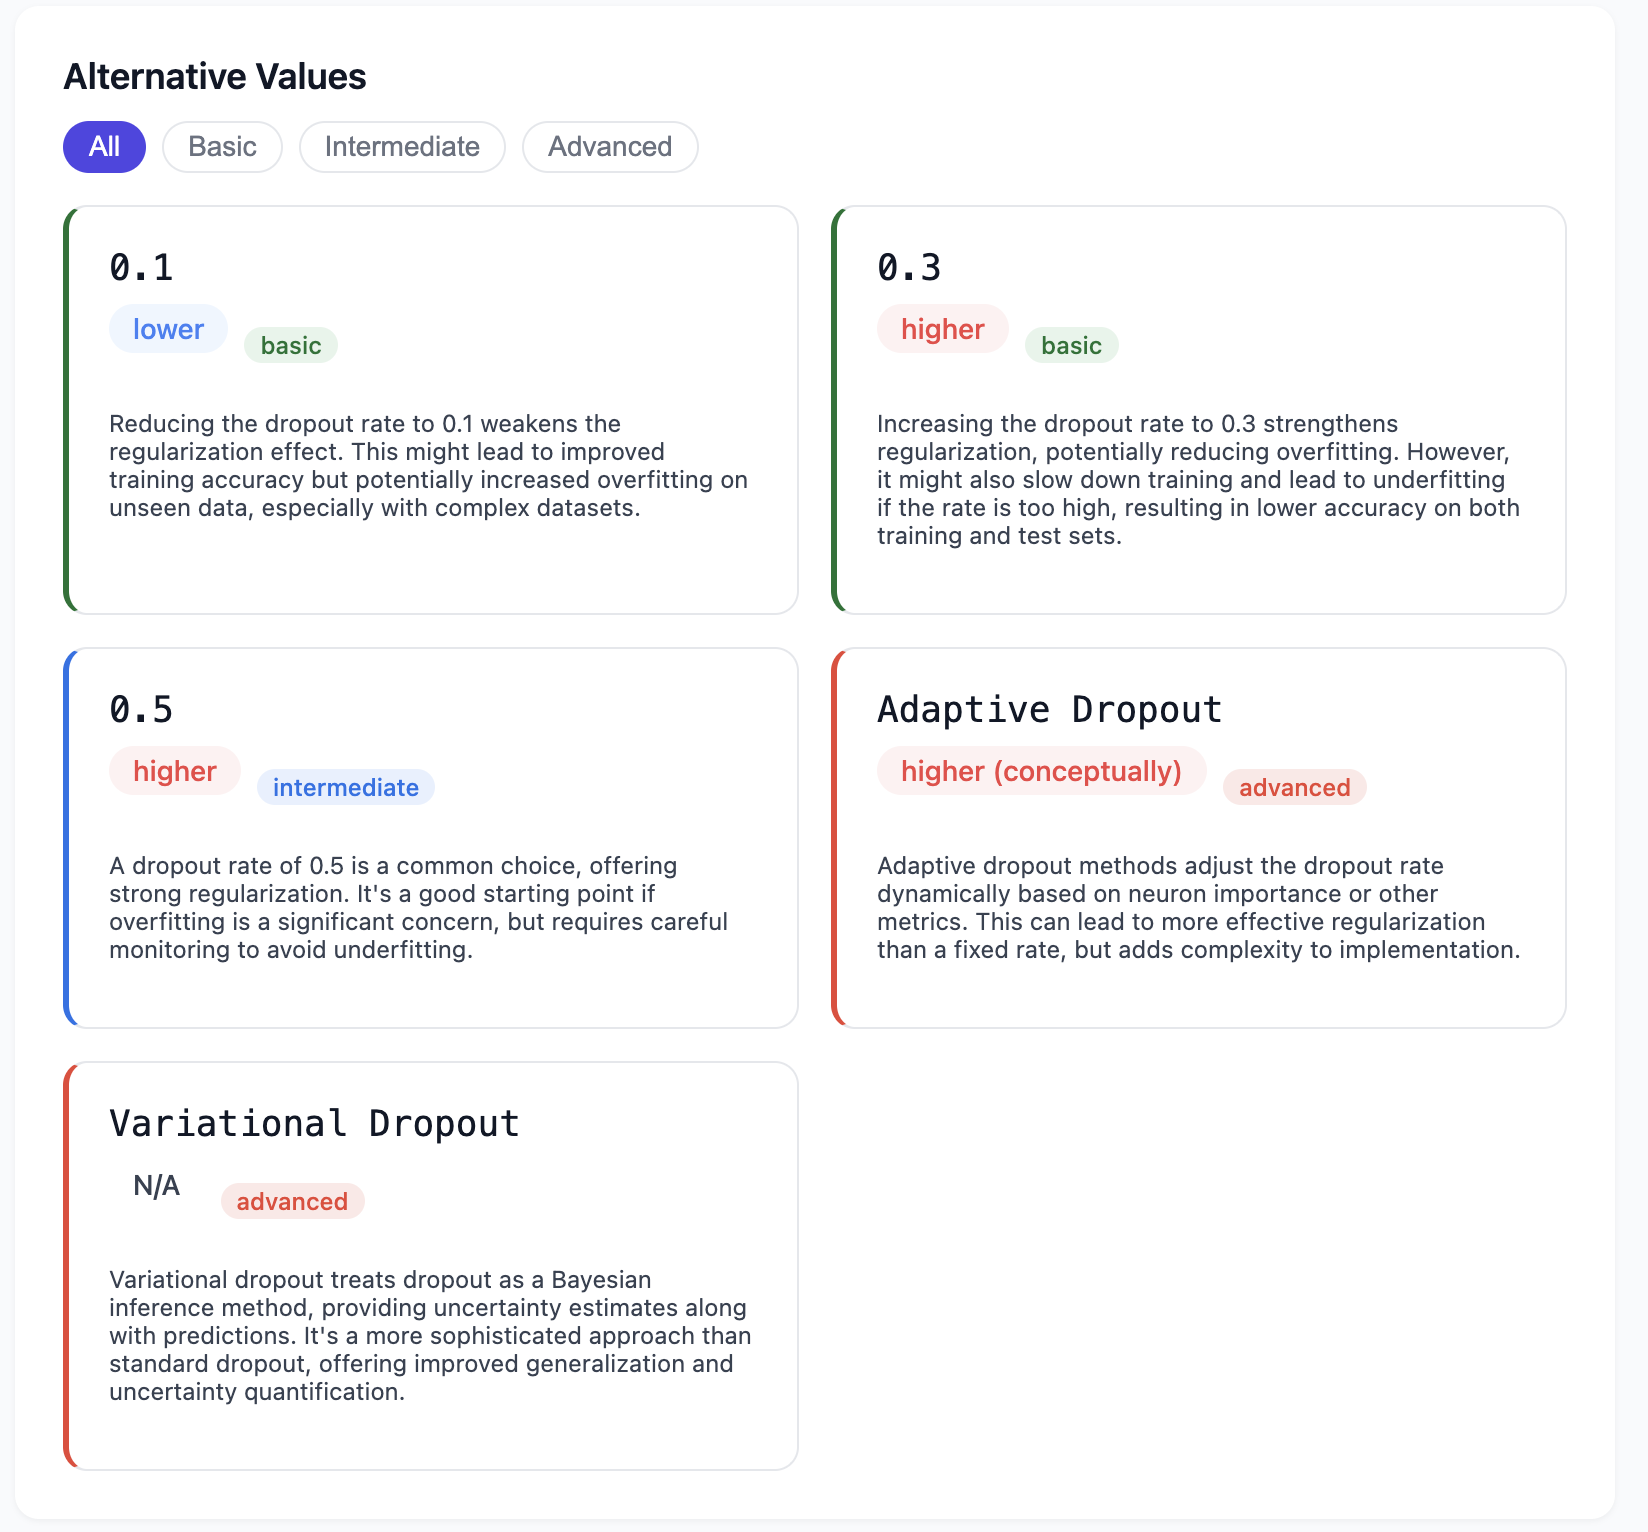 Alternative Values
All Basic Intermediate Advanced
0.1
lower basic
Reducing the dropout rate to 0.1 weakens the
regularization effect. This might lead to improved
training accuracy but potentially increased overfitting on
unseen data, especially with complex datasets.
0.3
higher basic
Increasing the dropout rate to 0.3 strengthens
regularization, potentially reducing overfitting. However,
it might also slow down training and lead to underfitting
if the rate is too high, resulting in lower accuracy on both
training and test sets.
0.5
higher intermediate
A dropout rate of 0.5 is a common choice, offering
strong regularization. It's a good starting point if
overfitting is a significant concern, but requires careful
monitoring to avoid underfitting.
Adaptive Dropout
higher (conceptually) advanced
Adaptive dropout methods adjust the dropout rate
dynamically based on neuron importance or other
metrics. This can lead to more effective regularization
than a fixed rate, but adds complexity to implementation.
Variational Dropout
N/A advanced
Variational dropout treats dropout as a Bayesian
inference method, providing uncertainty estimates along
with predictions. It's a more sophisticated approach than
standard dropout, offering improved generalization and
uncertainty quantification.